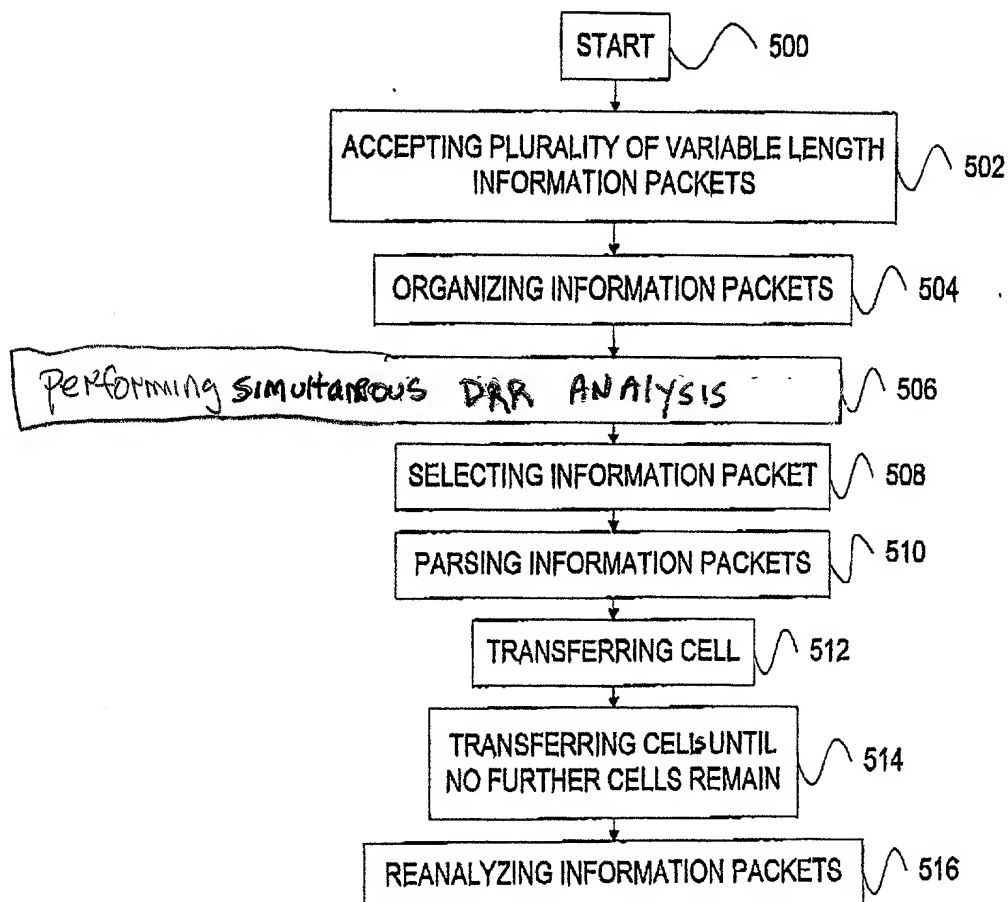 START 500
ACCEPTING PLURALITY OF VARIABLE LENGTH
INFORMATION PACKETS 502
ORGANIZING INFORMATION PACKETS 504
performing simultaneous DRR ANALYSIS 506
SELECTING INFORMATION PACKET 508
PARSING INFORMATION PACKETS 510
TRANSFERRING CELL 512
TRANSFERRING CELLS UNTIL
NO FURTHER CELLS REMAIN 514
REANALYZING INFORMATION PACKETS 516